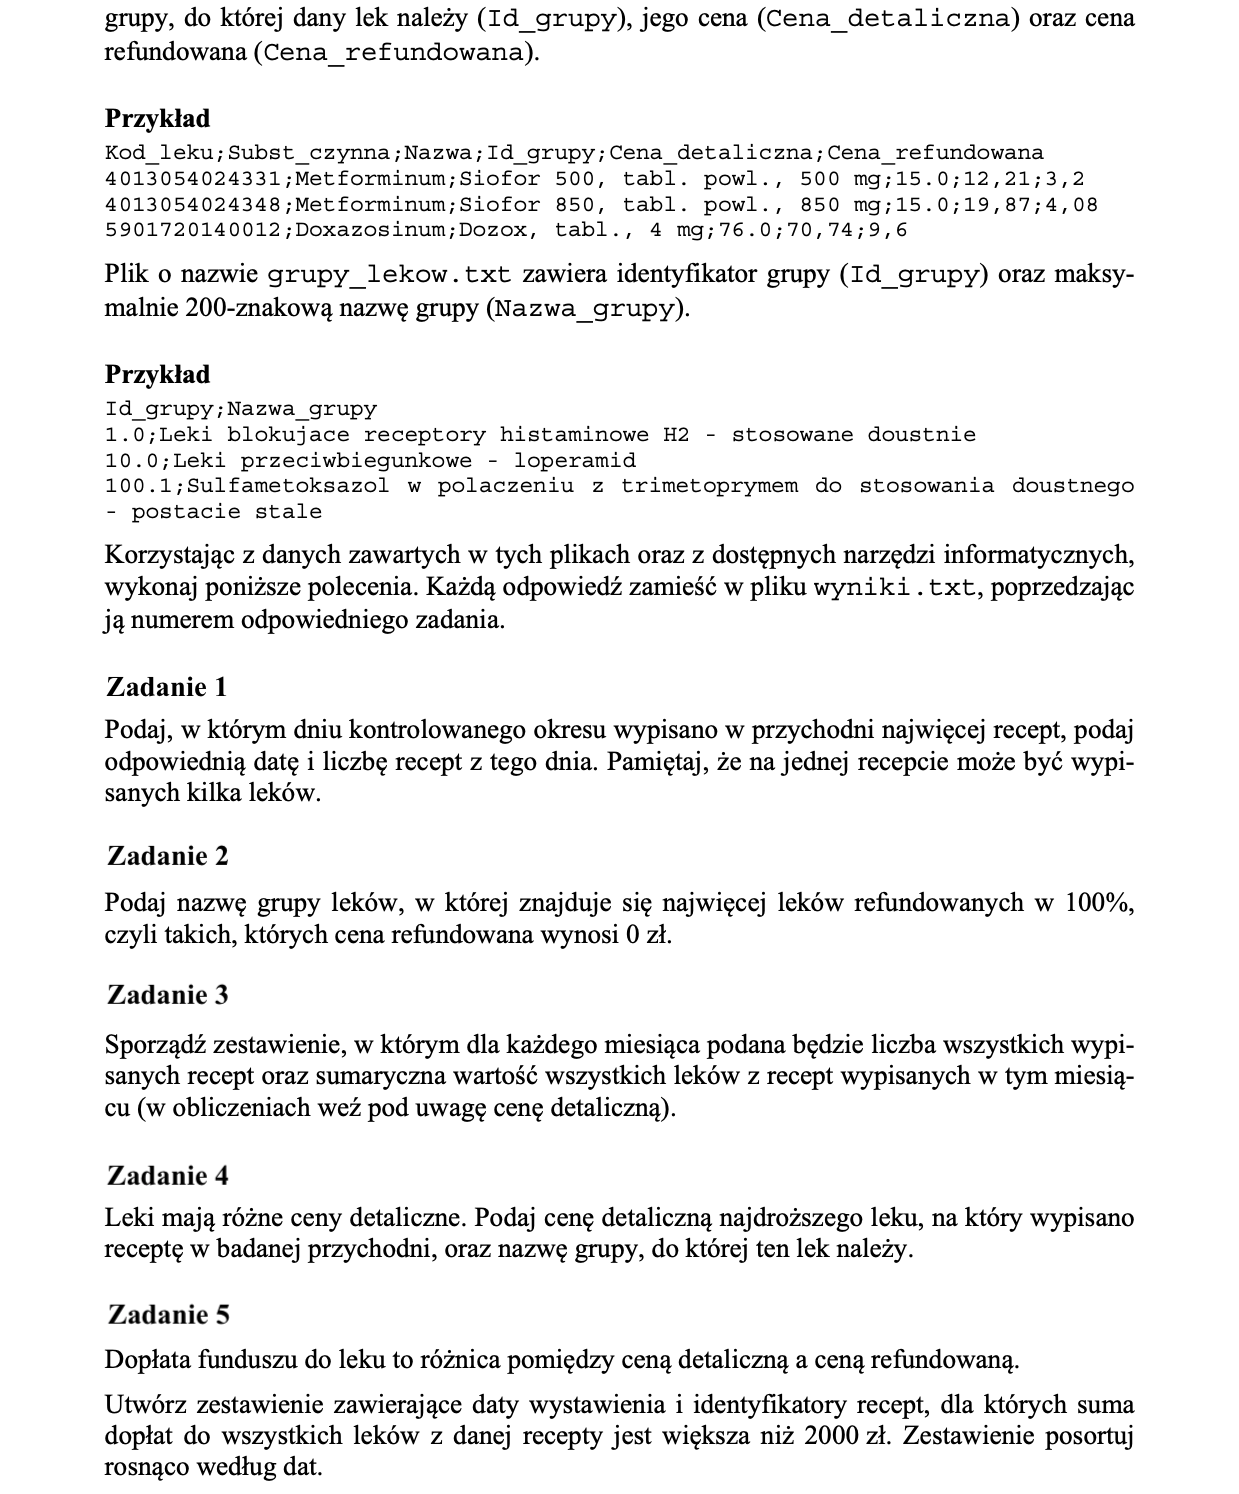 grupy, do której dany lek należy (Id_grupy), jego cena (Cena_detaliczna) oraz cena
refundowana (Cena_refundowana).
Przykład
Kod_leku;Subst_czynna;Nazwa;Id_grupy;Cena_detaliczna;Cena_refundowana
4013054024331;Metforminum;Siofor 500, tabl. powl., 500 mg;15.0;12,21;3,2
4013054024348;Metforminum;Siofor 850, tabl. powl., 850 mg;15.0;19,87;4,08
5901720140012;Doxazosinum;Dozox, tabl., 4 mg;76.0;70,74;9,6
Plik o nazwie grupy_lekow.txt zawiera identyfikator grupy (Id_grupy) oraz maksy-
malnie 200-znakową nazwę grupy (Nazwa_grupy).
Przykład
Id_grupy;Nazwa_grupy
1.0;Leki blokujace receptory histaminowe H2 - stosowane doustnie
10.0;Leki przeciwbiegunkowe - loperamid
100.1;Sulfametoksazol w polaczeniu z trimetoprymem do stosowania doustnego
- postacie stale
Korzystając z danych zawartych w tych plikach oraz z dostępnych narzędzi informatycznych,
wykonaj poniższe polecenia. Każdą odpowiedź zamieść w pliku wyniki.txt, poprzedzając
ją numerem odpowiedniego zadania.
Zadanie 1
Podaj, w którym dniu kontrolowanego okresu wypisano w przychodni najwięcej recept, podaj
odpowiednią datę i liczbę recept z tego dnia. Pamiętaj, że na jednej recepcie może być wypi-
sanych kilka leków.
Zadanie 2
Podaj nazwę grupy leków, w której znajduje się najwięcej leków refundowanych w 100%,
czyli takich, których cena refundowana wynosi 0 zł.
Zadanie 3
Sporządź zestawienie, w którym dla każdego miesiąca podana będzie liczba wszystkich wypi-
sanych recept oraz sumaryczna wartość wszystkich leków z recept wypisanych w tym miesią-
cu (w obliczeniach weź pod uwagę cenę detaliczną).
Zadanie 4
Leki mają różne ceny detaliczne. Podaj cenę detaliczną najdroższego leku, na który wypisano
receptę w badanej przychodni, oraz nazwę grupy, do której ten lek należy.
Zadanie 5
Dopłata funduszu do leku to różnica pomiędzy ceną detaliczną a ceną refundowaną.
Utwórz zestawienie zawierające daty wystawienia i identyfikatory recept, dla których suma
dopłat do wszystkich leków z danej recepty jest większa niż 2000 zł. Zestawienie posortuj
rosnąco według dat.